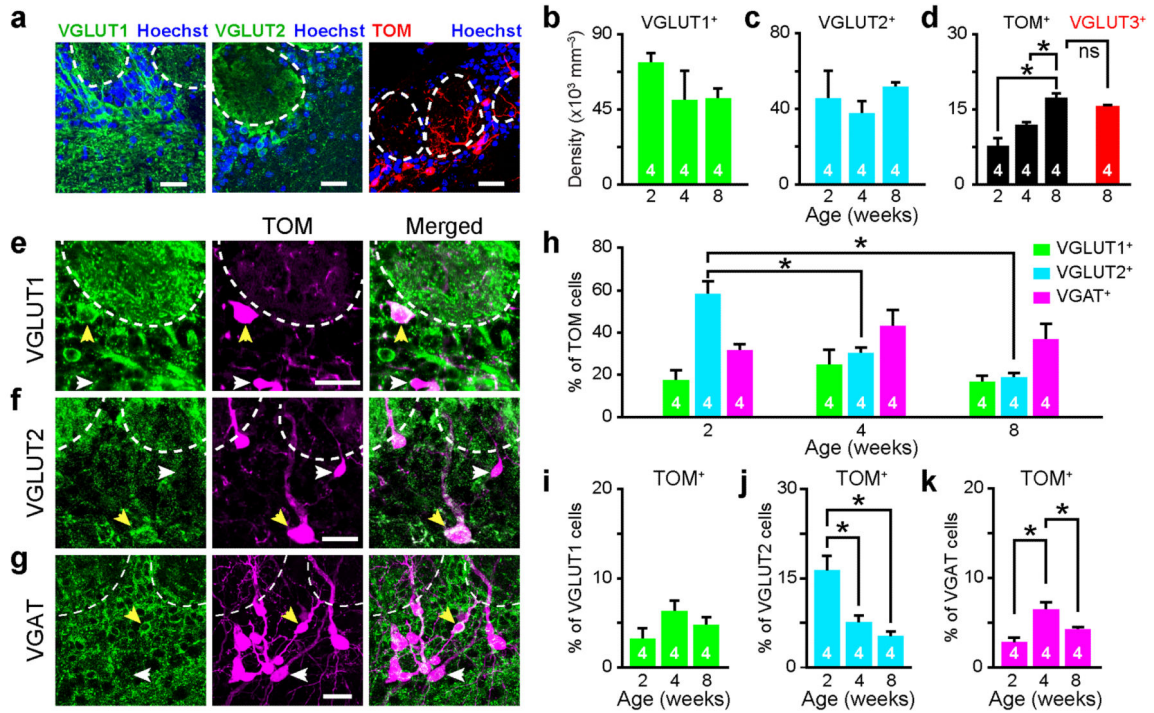 a
VGLUT1 Hoechst
VGLUT2 Hoechst
TOM Hoechst
b
VGLUT1⁺
Density (x10³ mm⁻³)
90
45
0
4 4 4
2 4 8
c
VGLUT2⁺
80
40
0
4 4 4
2 4 8
Age (weeks)
d
TOM⁺ VGLUT3⁺
30
15
0
* *
ns
4 4 4 4
2 4 8 8
e
TOM
Merged
VGLUT1
f
VGLUT2
g
VGAT
h
% of TOM cells
80
60
40
20
0
*
*
VGLUT1⁺
VGLUT2⁺
VGAT⁺
4 4 4 4 4 4 4 4 4
2 4 8
Age (weeks)
i
TOM⁺
% of VGLUT1 cells
20
10
0
4 4 4
2 4 8
Age (weeks)
j
TOM⁺
% of VGLUT2 cells
30
15
0
*
*
4 4 4
2 4 8
Age (weeks)
k
TOM⁺
% of VGAT cells
20
10
0
* *
4 4 4
2 4 8
Age (weeks)